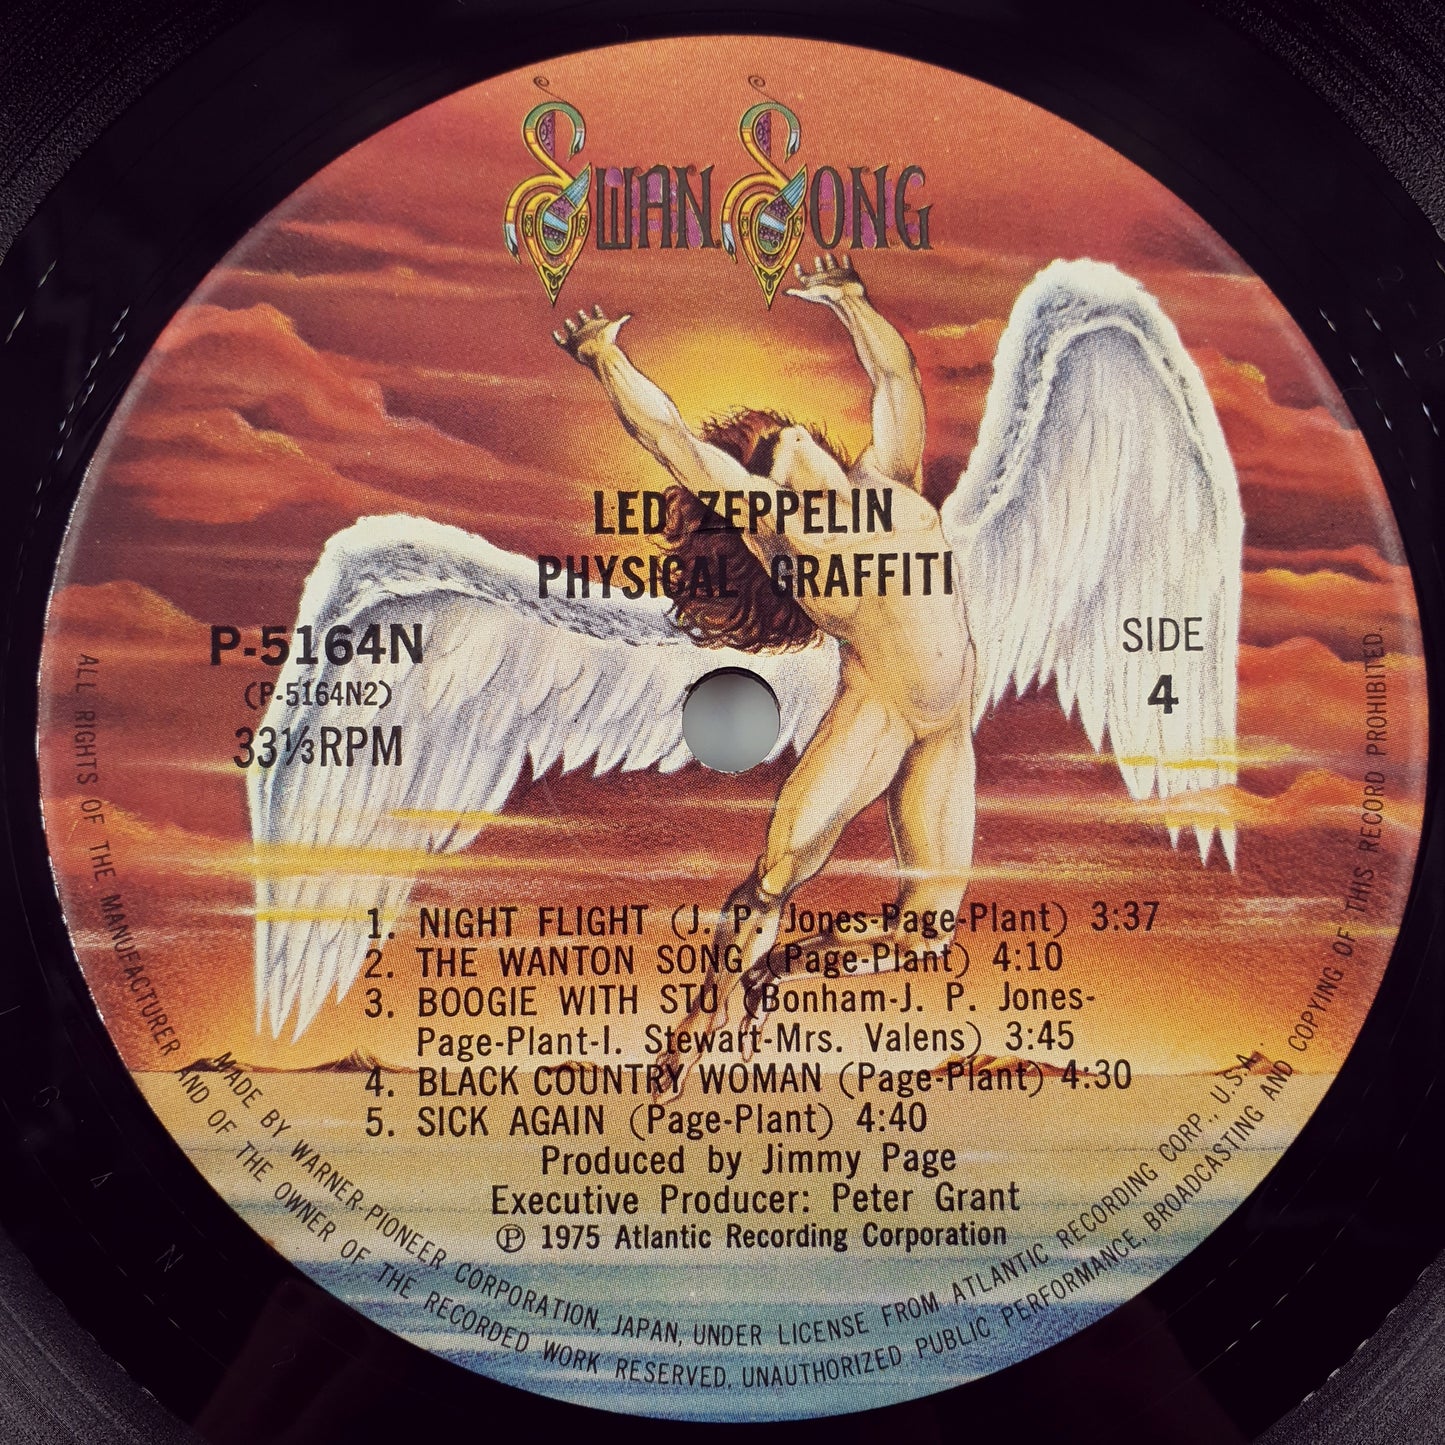 SWAN SONG
LED ZEPPELIN
PHYSICAL GRAFFITI
P-5164N
(P-5164N2)
33⅓RPM
SIDE
4
1. NIGHT FLIGHT (J. P. Jones-Page-Plant) 3:37
2. THE WANTON SONG (Page-Plant) 4:10
3. BOOGIE WITH STU (Bonham-J. P. Jones-
Page-Plant-I. Stewart-Mrs. Valens) 3:45
4. BLACK COUNTRY WOMAN (Page-Plant) 4:30
5. SICK AGAIN (Page-Plant) 4:40
Produced by Jimmy Page
Executive Producer: Peter Grant
Ⓟ 1975 Atlantic Recording Corporation
MADE BY WARNER-PIONEER CORPORATION, JAPAN, UNDER LICENSE FROM ATLANTIC RECORDING CORP., U.S.A.
ALL RIGHTS OF THE MANUFACTURER AND OF THE OWNER OF THE RECORDED WORK RESERVED. UNAUTHORIZED PUBLIC PERFORMANCE, BROADCASTING AND COPYING OF THIS RECORD PROHIBITED.